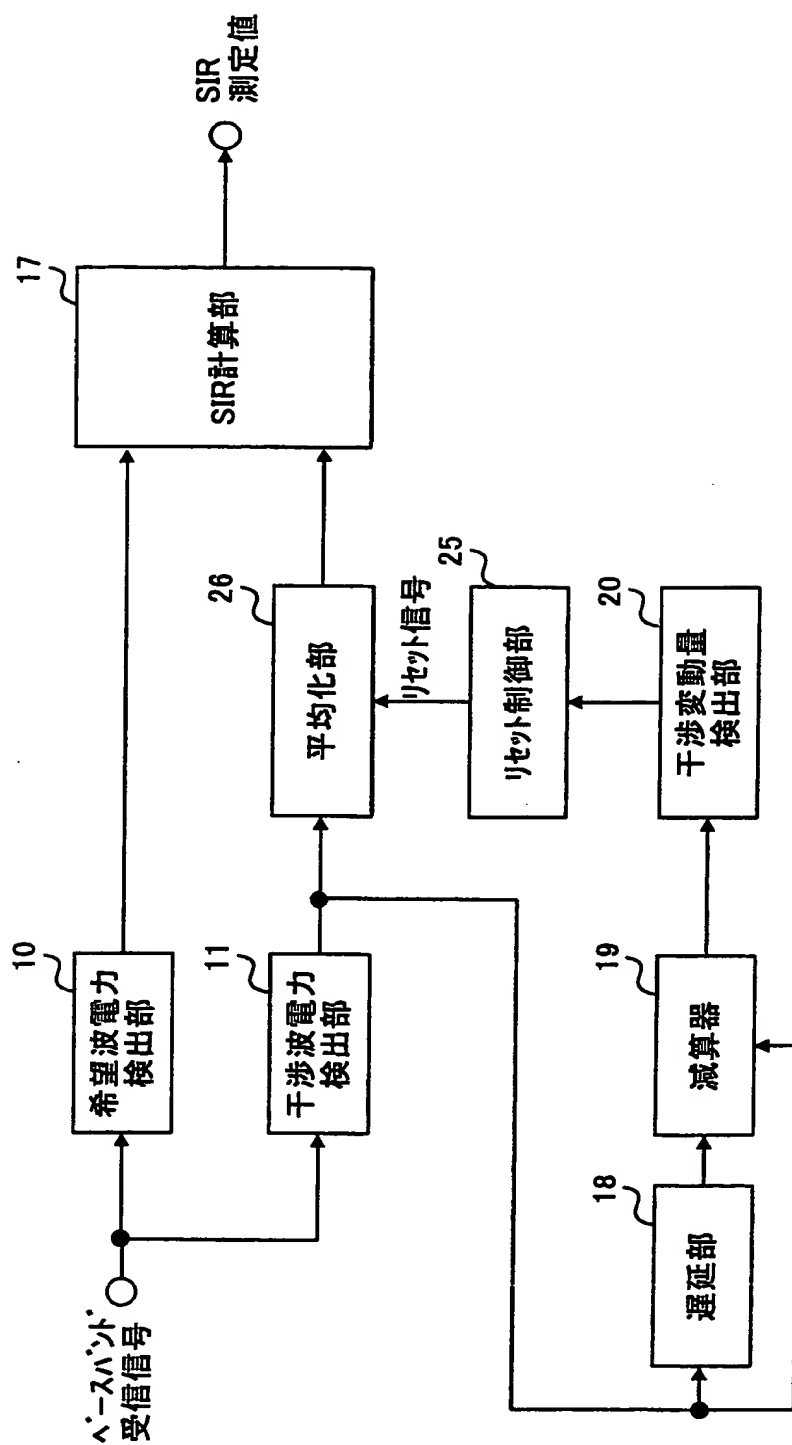 ベースバンド
受信信号
10
希望波電力
検出部
11
干渉波電力
検出部
26
平均化部
17
SIR計算部
SIR
測定値
リセット信号
25
リセット制御部
18
遅延部
19
減算器
20
干渉変動量
検出部